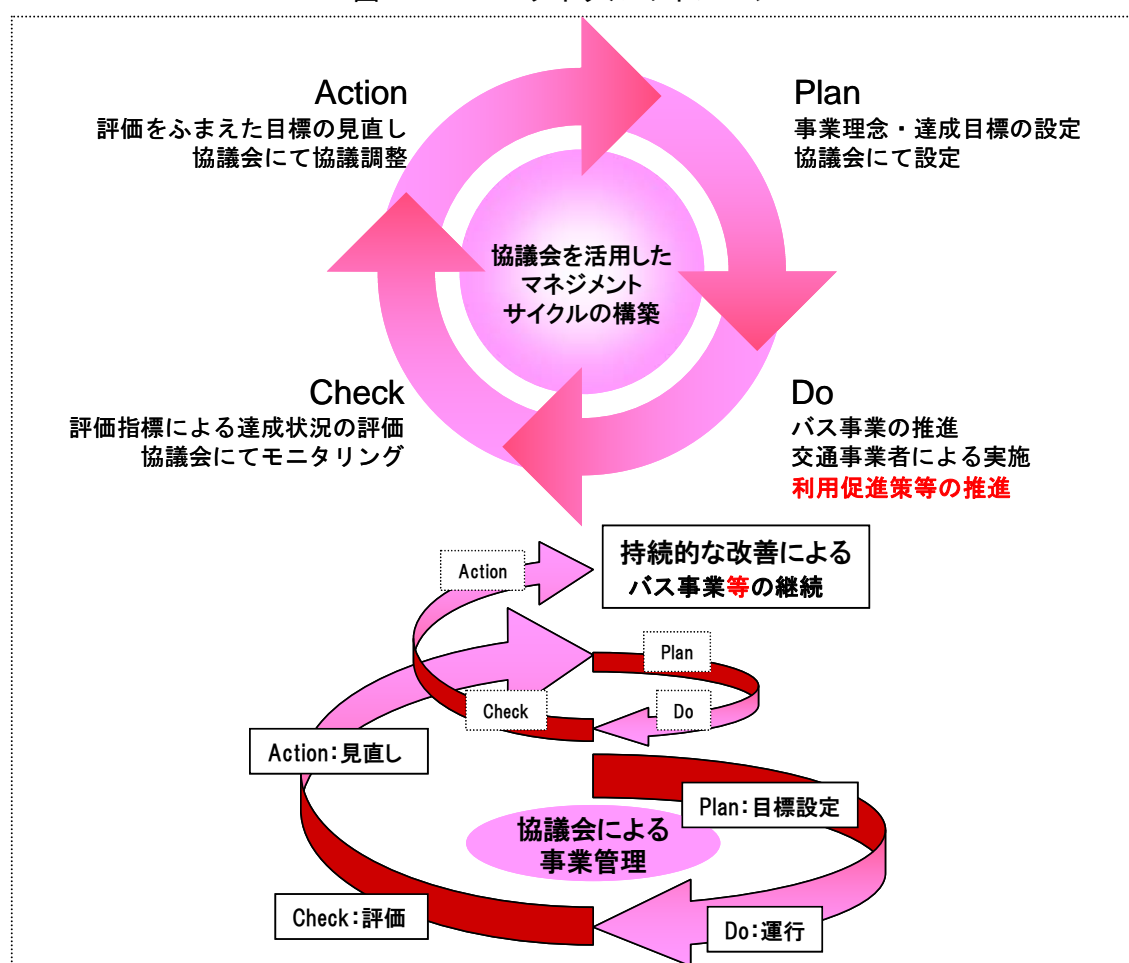 Action
評価をふまえた目標の見直し
協議会にて協議調整
Plan
事業理念・達成目標の設定
協議会にて設定
協議会を活用した
マネジメント
サイクルの構築
Check
評価指標による達成状況の評価
協議会にてモニタリング
Do
バス事業の推進
交通事業者による実施
利用促進策等の推進
持続的な改善による
バス事業等の継続
Action
Plan
Check
Do
Action:見直し
Plan:目標設定
協議会による
事業管理
Check:評価
Do:運行